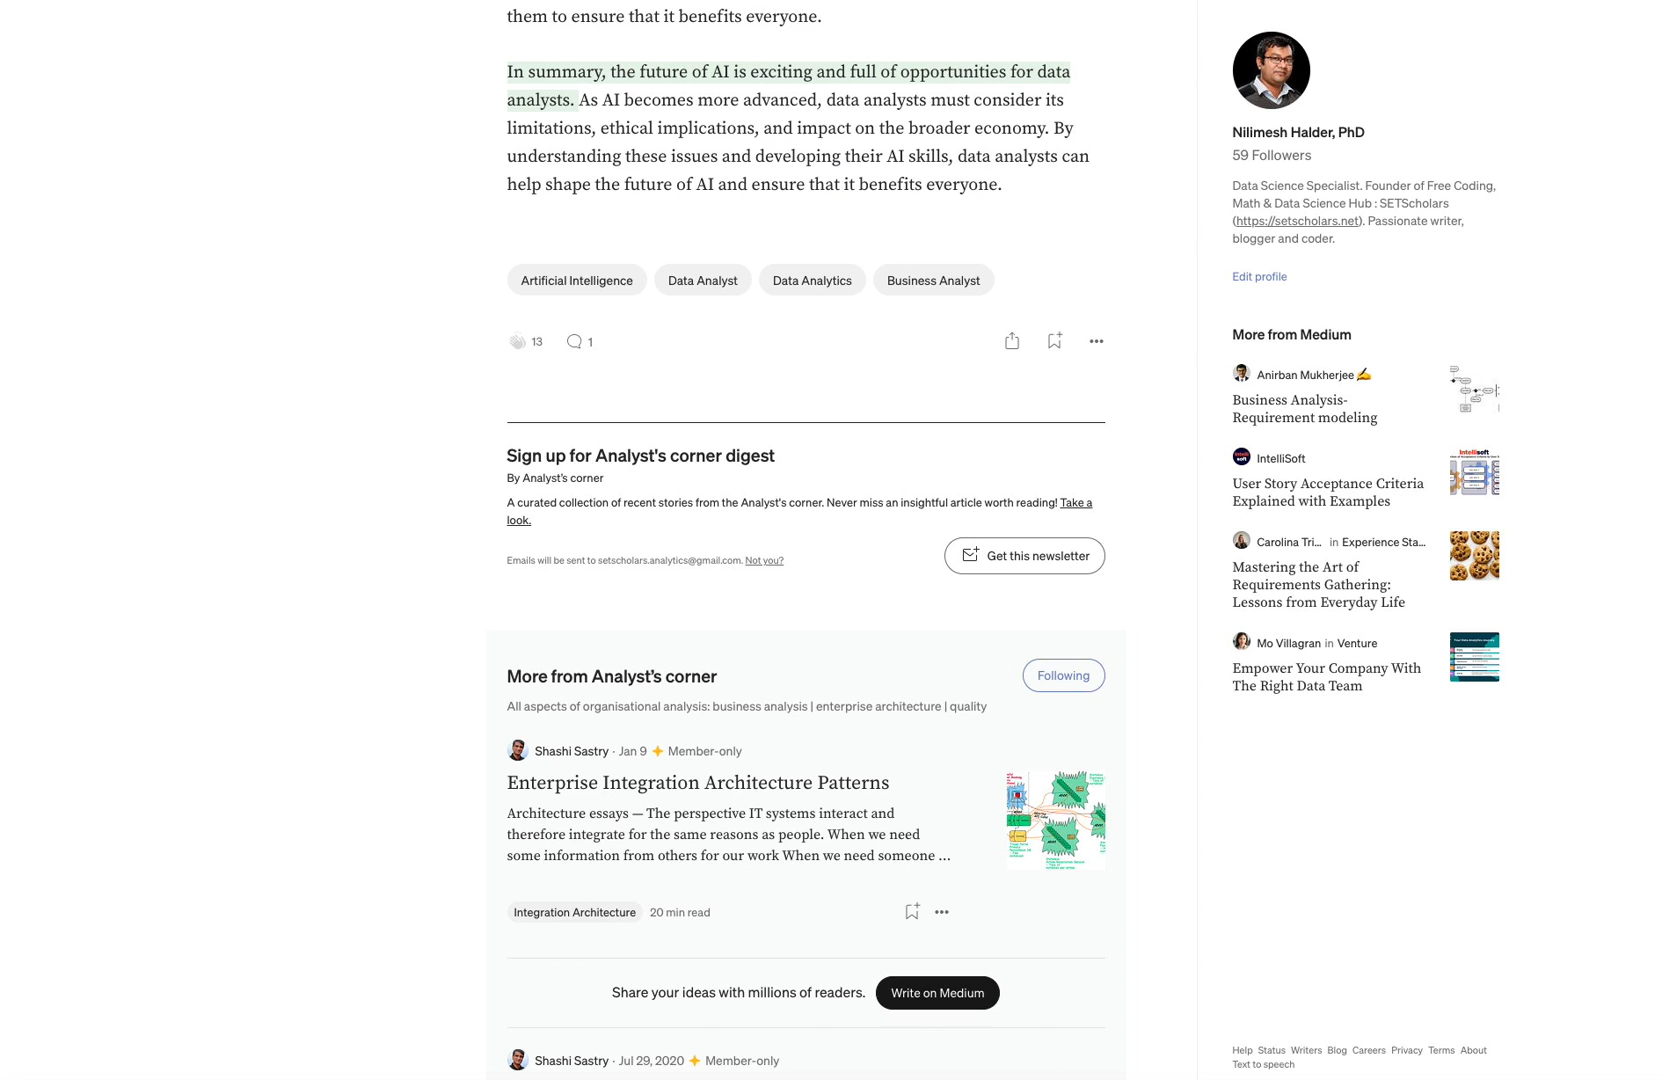 them to ensure that it benefits everyone.
In summary, the future of AI is exciting and full of opportunities for data
analysts. As AI becomes more advanced, data analysts must consider its
limitations, ethical implications, and impact on the broader economy. By
understanding these issues and developing their AI skills, data analysts can
help shape the future of AI and ensure that it benefits everyone.
Artificial Intelligence
Data Analyst
Data Analytics
Business Analyst
13
1
Sign up for Analyst's corner digest
By Analyst’s corner
A curated collection of recent stories from the Analyst's corner. Never miss an insightful article worth reading! Take a
look.
Emails will be sent to setscholars.analytics@gmail.com. Not you?
Get this newsletter
More from Analyst’s corner
Following
All aspects of organisational analysis: business analysis | enterprise architecture | quality
Shashi Sastry · Jan 9 Member-only
Enterprise Integration Architecture Patterns
Architecture essays — The perspective IT systems interact and
therefore integrate for the same reasons as people. When we need
some information from others for our work When we need someone ...
Integration Architecture
20 min read
Share your ideas with millions of readers.
Write on Medium
Shashi Sastry · Jul 29, 2020 Member-only
Nilimesh Halder, PhD
59 Followers
Data Science Specialist. Founder of Free Coding,
Math & Data Science Hub : SETScholars
(https://setscholars.net). Passionate writer,
blogger and coder.
Edit profile
More from Medium
Anirban Mukherjee ✍️
Business Analysis-
Requirement modeling
IntelliSoft
User Story Acceptance Criteria
Explained with Examples
Intellisoft
Carolina Tri... in Experience Sta...
Mastering the Art of
Requirements Gathering:
Lessons from Everyday Life
Mo Villagran in Venture
Empower Your Company With
The Right Data Team
Help Status Writers Blog Careers Privacy Terms About
Text to speech